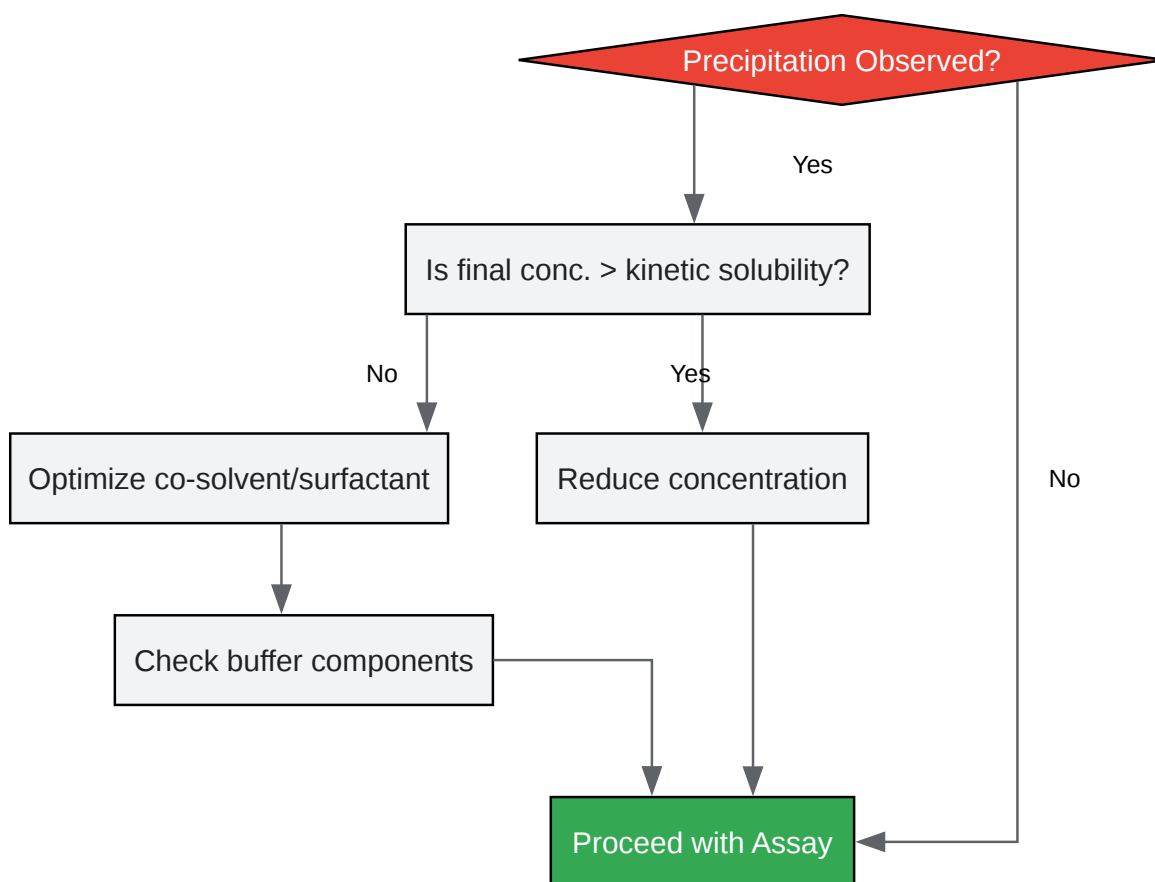 Precipitation Observed?
Yes
Is final conc. > kinetic solubility?
No
Yes
Optimize co-solvent/surfactant
Reduce concentration
No
Check buffer components
Proceed with Assay